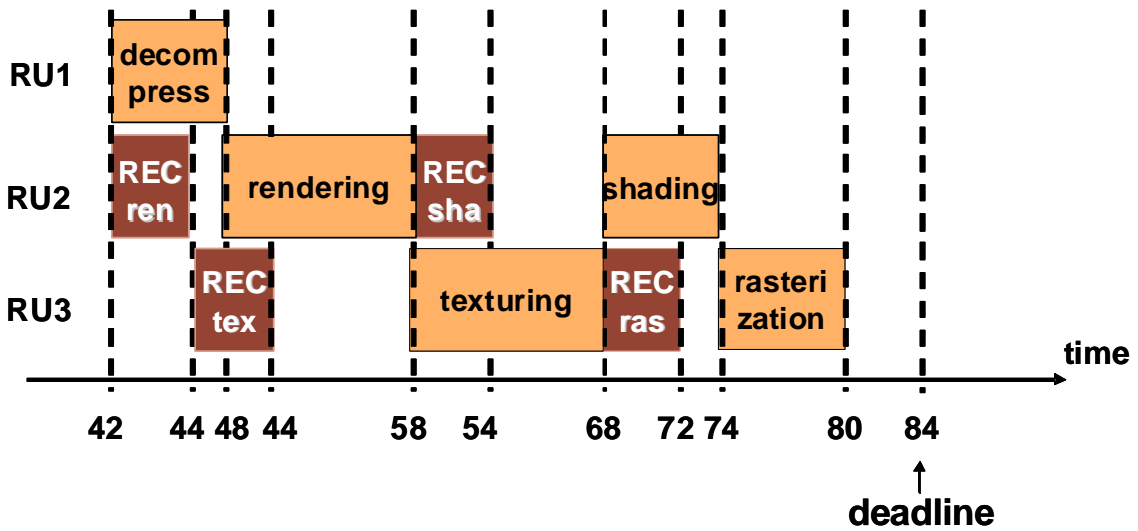 RU1
decom
press
RU2
REC
ren
rendering
REC
sha
shading
RU3
REC
tex
texturing
REC
ras
rasteri
zation
time
42 44 48 44 58 54 68 72 74 80 84
deadline